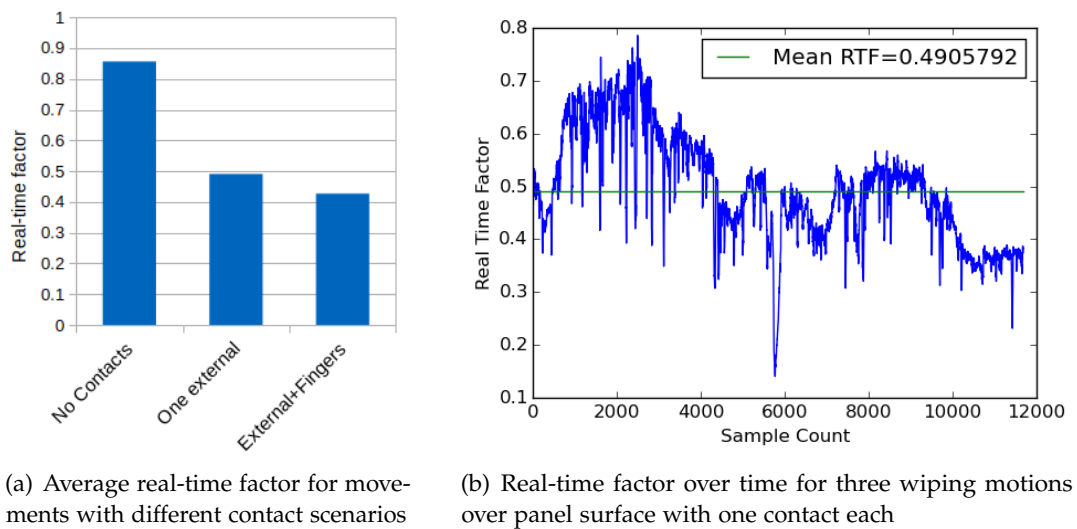 1
0.9
0.8
0.7
0.6
0.5
0.4
0.3
0.2
0.1
0
Real-time factor
No Contacts
One external
External+Fingers
(a) Average real-time factor for move-
ments with different contact scenarios
0.8
0.7
0.6
0.5
0.4
0.3
0.2
0.1
Real Time Factor
Mean RTF=0.4905792
0 2000 4000 6000 8000 10000 12000
Sample Count
(b) Real-time factor over time for three wiping motions
over panel surface with one contact each